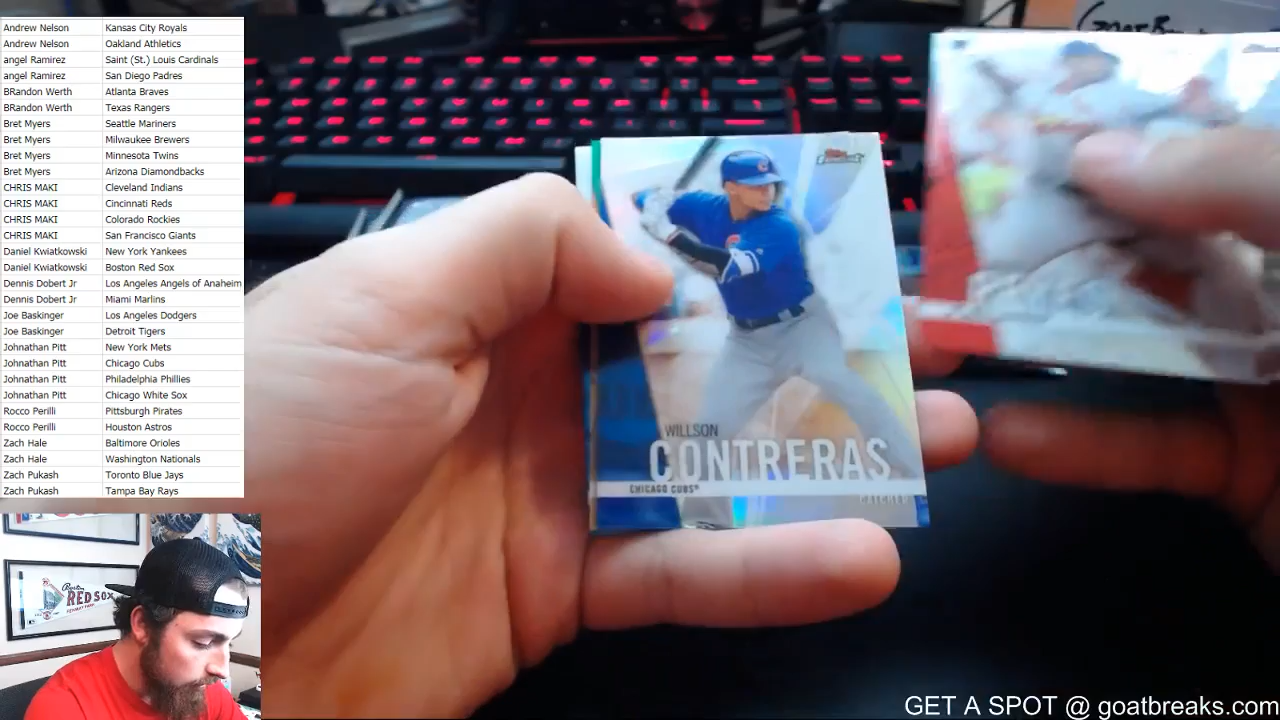 Andrew Nelson Kansas City Royals
Andrew Nelson Oakland Athletics
angel Ramirez Saint (St.) Louis Cardinals
angel Ramirez San Diego Padres
BRandon Werth Atlanta Braves
BRandon Werth Texas Rangers
Bret Myers Seattle Mariners
Bret Myers Milwaukee Brewers
Bret Myers Minnesota Twins
Bret Myers Arizona Diamondbacks
CHRIS MAKI Cleveland Indians
CHRIS MAKI Cincinnati Reds
CHRIS MAKI Colorado Rockies
CHRIS MAKI San Francisco Giants
Daniel Kwiatkowski New York Yankees
Daniel Kwiatkowski Boston Red Sox
Dennis Dobert Jr Los Angeles Angels of Anaheim
Dennis Dobert Jr Miami Marlins
Joe Baskinger Los Angeles Dodgers
Joe Baskinger Detroit Tigers
Johnathan Pitt New York Mets
Johnathan Pitt Chicago Cubs
Johnathan Pitt Philadelphia Phillies
Johnathan Pitt Chicago White Sox
Rocco Perilli Pittsburgh Pirates
Rocco Perilli Houston Astros
Zach Hale Baltimore Orioles
Zach Hale Washington Nationals
Zach Pukash Toronto Blue Jays
Zach Pukash Tampa Bay Rays
WILLSON
CONTRERAS
CHICAGO CUBS
CATCHER
Boston
RED SOX
GET A SPOT @ goatbreaks.com